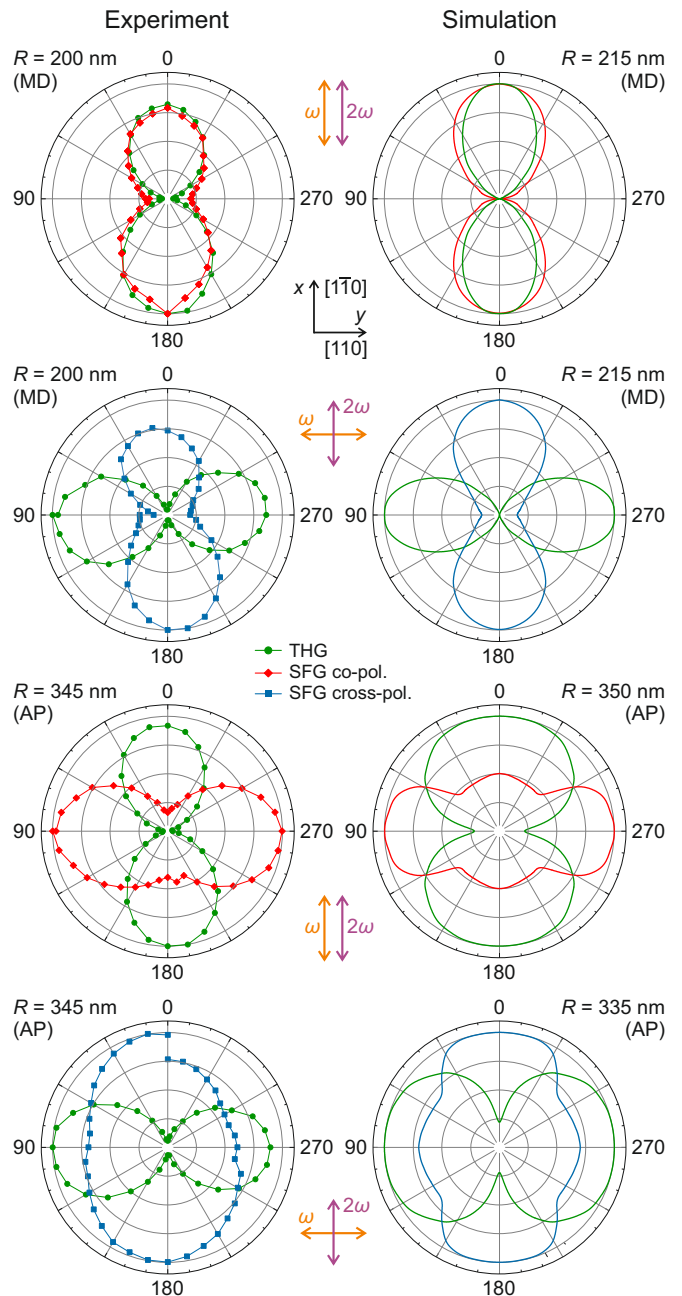 Experiment Simulation
0 0
R = 200 nm R = 215 nm
(MD) (MD)
ω 2ω
90 270 90 270
x [11̅0]
y
[110]
180 180
R = 200 nm 0 0 R = 215 nm
(MD) (MD)
2ω
ω
90 270 90 270
180 180
THG
SFG co-pol.
SFG cross-pol.
R = 345 nm 0 0 R = 350 nm
(AP) (AP)
90 270 90 270
ω 2ω
180 180
R = 345 nm 0 0 R = 335 nm
(AP) (AP)
90 270 90 270
2ω
ω
180 180